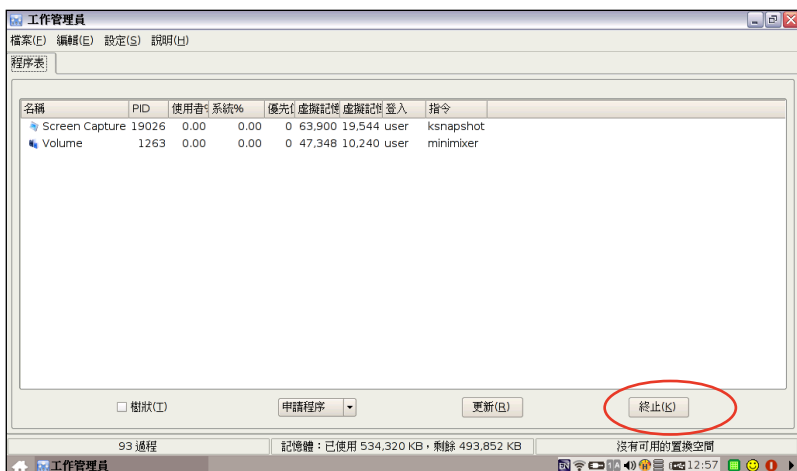 工作管理員
檔案(F) 編輯(E) 設定(S) 說明(H)
程序表
名稱 PID 使用者% 系統% 優先 虛擬記憶 虛擬記憶 登入 指令
Screen Capture 19026 0.00 0.00 0 63,900 19,544 user ksnapshot
Volume 1263 0.00 0.00 0 47,348 10,240 user minimixer
樹狀(T) 申請程序 更新(R) 終止(K)
93 過程 記憶體：已使用 534,320 KB，剩餘 493,852 KB 沒有可用的置換空間
工作管理員 EN 12:57